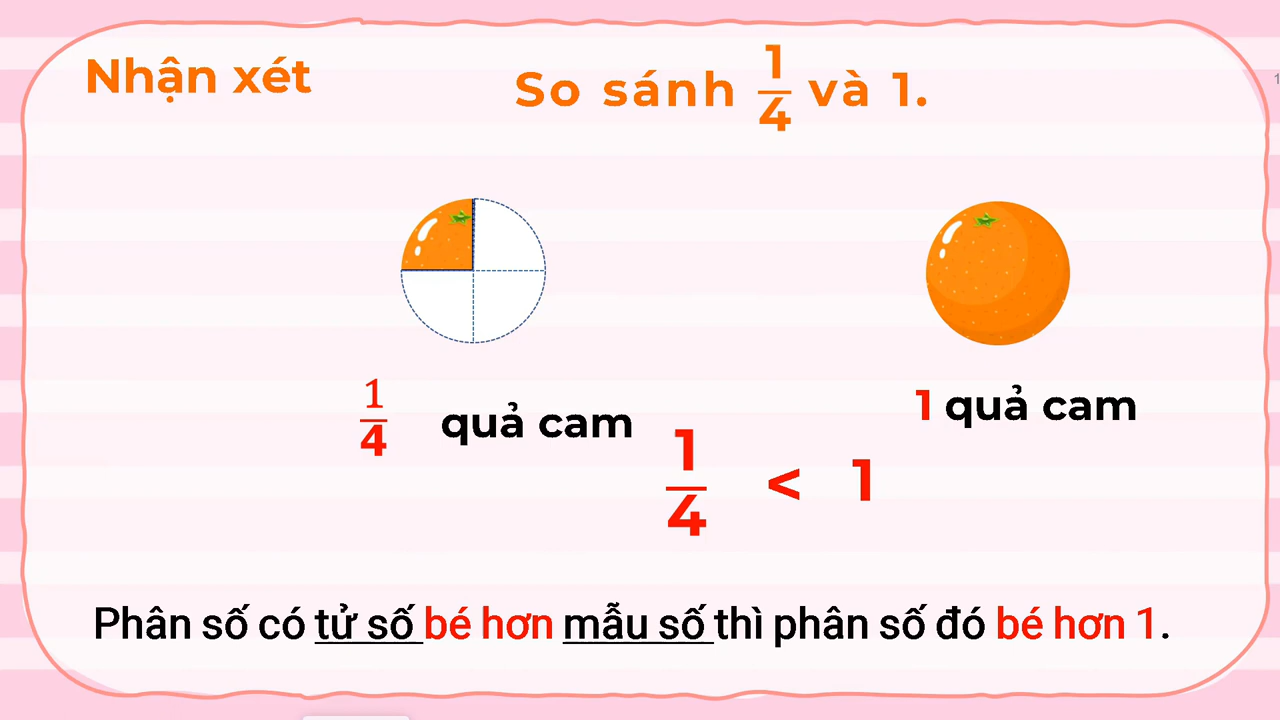 Nhận xét
So sánh 1/4 và 1.
1/4 quả cam
1 quả cam
1/4 < 1
Phân số có tử số bé hơn mẫu số thì phân số đó bé hơn 1.
1